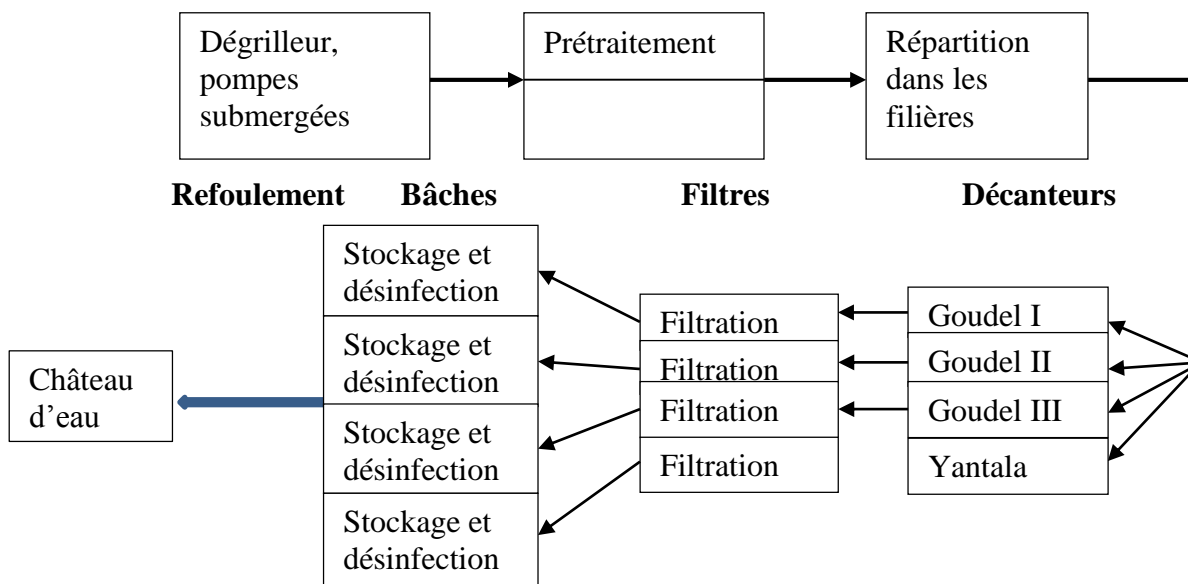 Dégrilleur,
pompes
submergées
Prétraitement
Répartition
dans les
filières
Refoulement Bâches Filtres Décanteurs
Stockage et
désinfection
Stockage et
désinfection
Stockage et
désinfection
Stockage et
désinfection
Filtration
Filtration
Filtration
Filtration
Goudel I
Goudel II
Goudel III
Yantala
Château
d’eau